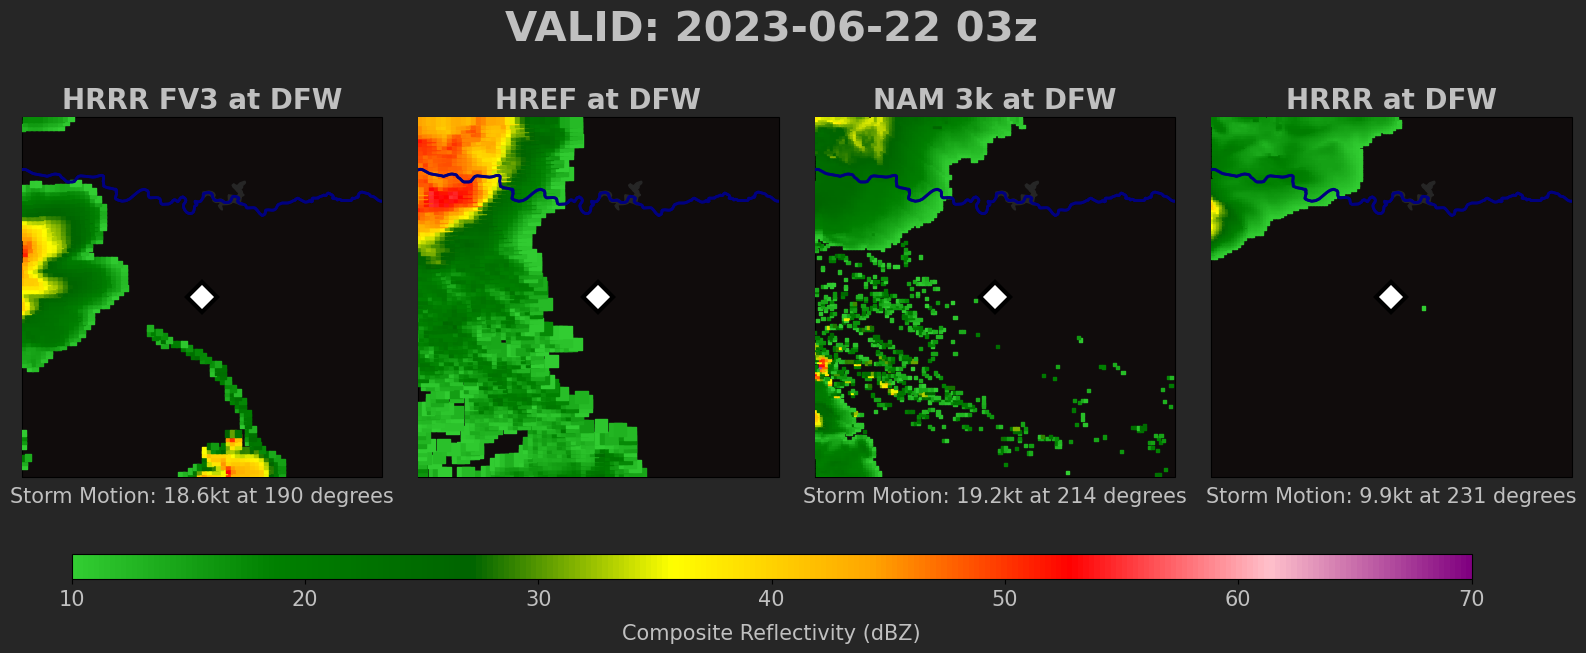 VALID: 2023-06-22 03z
HRRR FV3 at DFW
HREF at DFW
NAM 3k at DFW
HRRR at DFW
Storm Motion: 18.6kt at 190 degrees
Storm Motion: 19.2kt at 214 degrees
Storm Motion: 9.9kt at 231 degrees
10 20 30 40 50 60 70
Composite Reflectivity (dBZ)